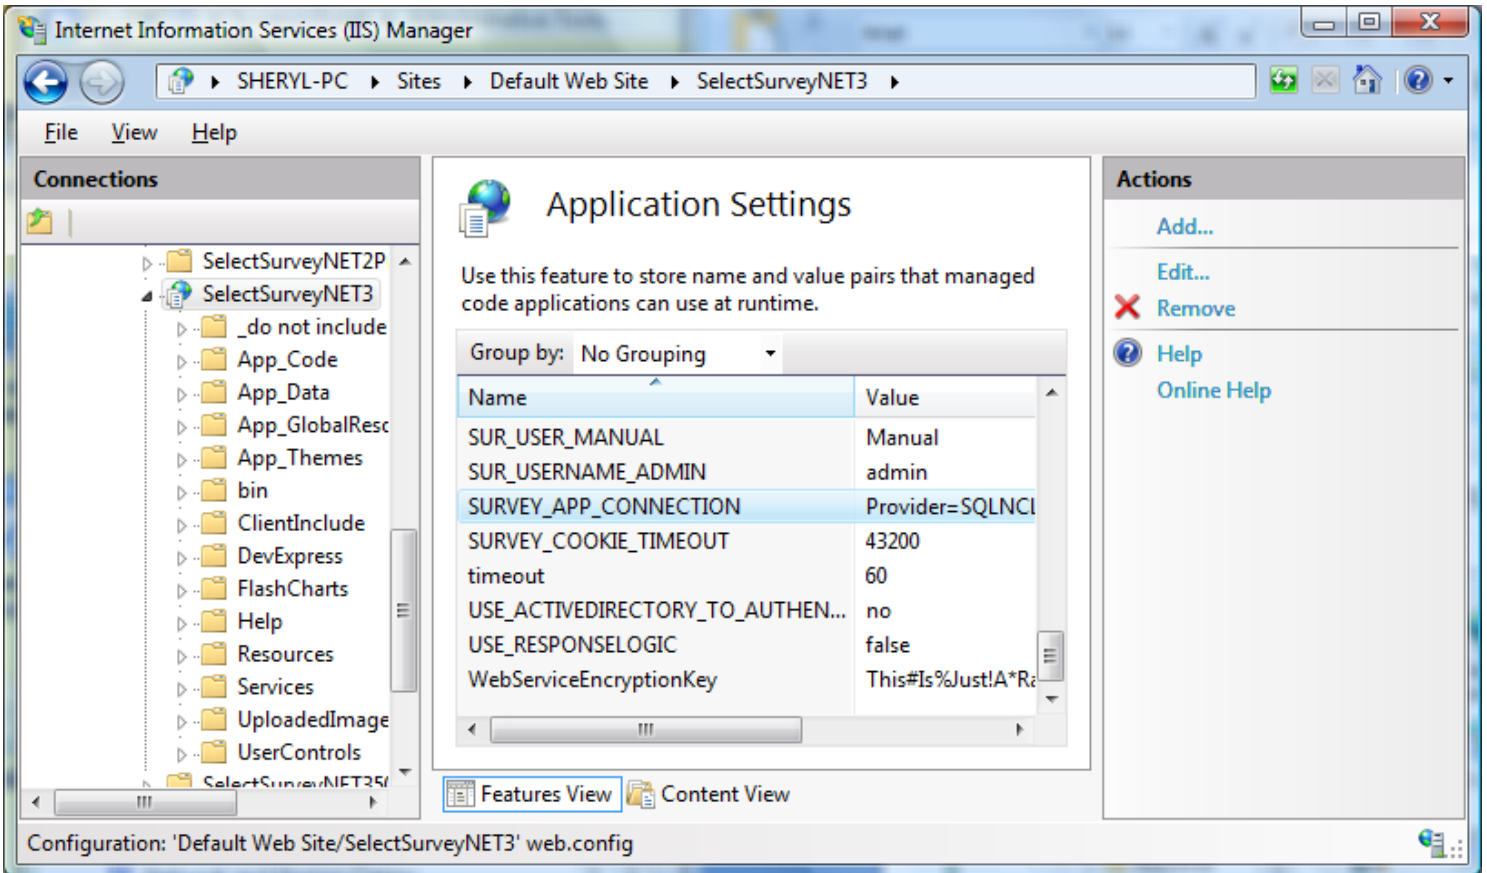 Internet Information Services (IIS) Manager
SHERYL-PC Sites Default Web Site SelectSurveyNET3
File View Help
Connections
SelectSurveyNET2P
SelectSurveyNET3
_do not include
App_Code
App_Data
App_GlobalResc
App_Themes
bin
ClientInclude
DevExpress
FlashCharts
Help
Resources
Services
UploadedImage
UserControls
SelectSurveyNET35(
Application Settings
Use this feature to store name and value pairs that managed
code applications can use at runtime.
Group by: No Grouping
Name Value
SUR_USER_MANUAL Manual
SUR_USERNAME_ADMIN admin
SURVEY_APP_CONNECTION Provider=SQLNCL
SURVEY_COOKIE_TIMEOUT 43200
timeout 60
USE_ACTIVEDIRECTORY_TO_AUTHEN... no
USE_RESPONSELOGIC false
WebServiceEncryptionKey This#Is%Just!A*Ra
Features View Content View
Actions
Add...
Edit...
Remove
Help
Online Help
Configuration: 'Default Web Site/SelectSurveyNET3' web.config